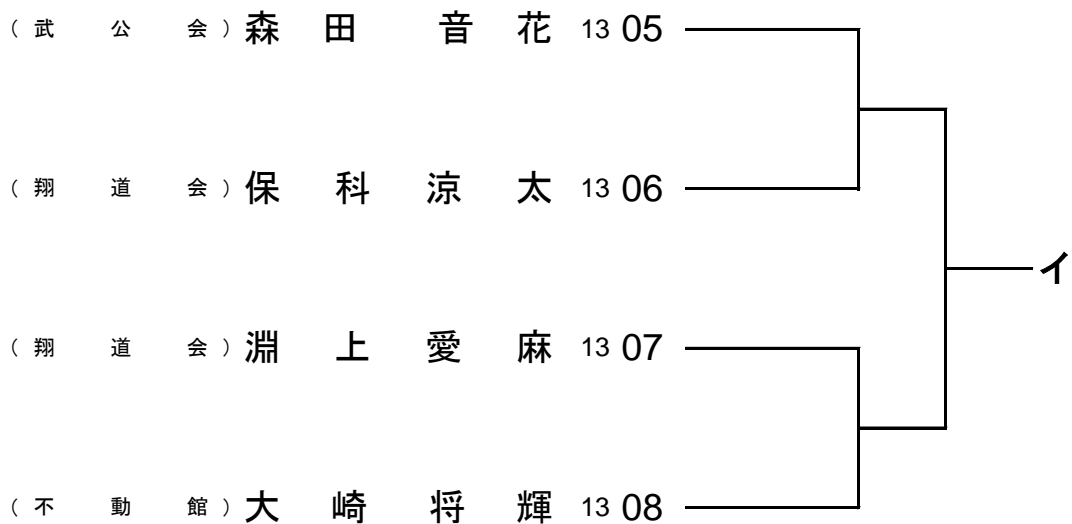 (武公会) 森田 音花 13 05
(翔道会) 保科涼太 13 06
イ
(翔道会) 淵上愛麻 13 07
(不動館) 大崎将輝 13 08